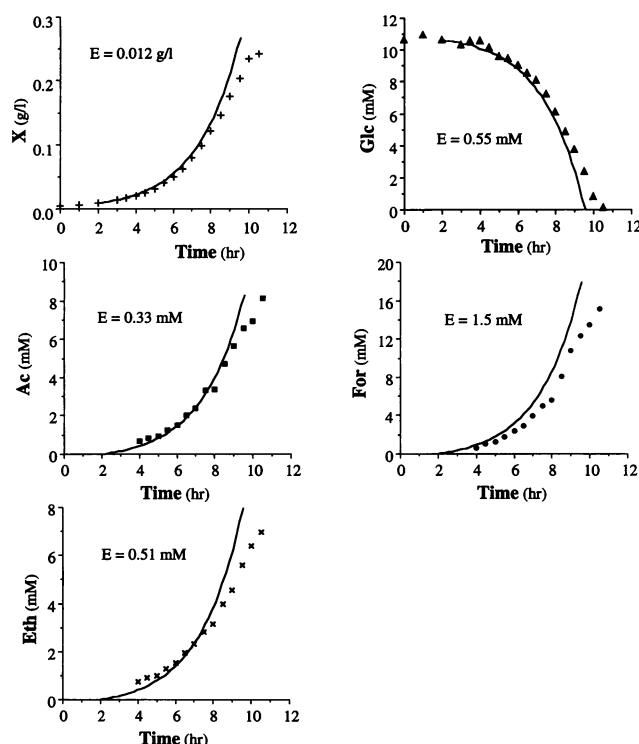 0.3
E = 0.012 g/l
0.2
0.1
0.0
X (g/l)
0 2 4 6 8 10 12
Time (hr)
12
10
8
6
4
2
0
Glc (mM)
E = 0.55 mM
0 2 4 6 8 10 12
Time (hr)
10
8
6
4
2
0
Ac (mM)
E = 0.33 mM
0 2 4 6 8 10 12
Time (hr)
20
16
12
8
4
0
For (mM)
E = 1.5 mM
0 2 4 6 8 10 12
Time (hr)
8
6
4
2
0
Eth (mM)
E = 0.51 mM
0 2 4 6 8 10 12
Time (hr)